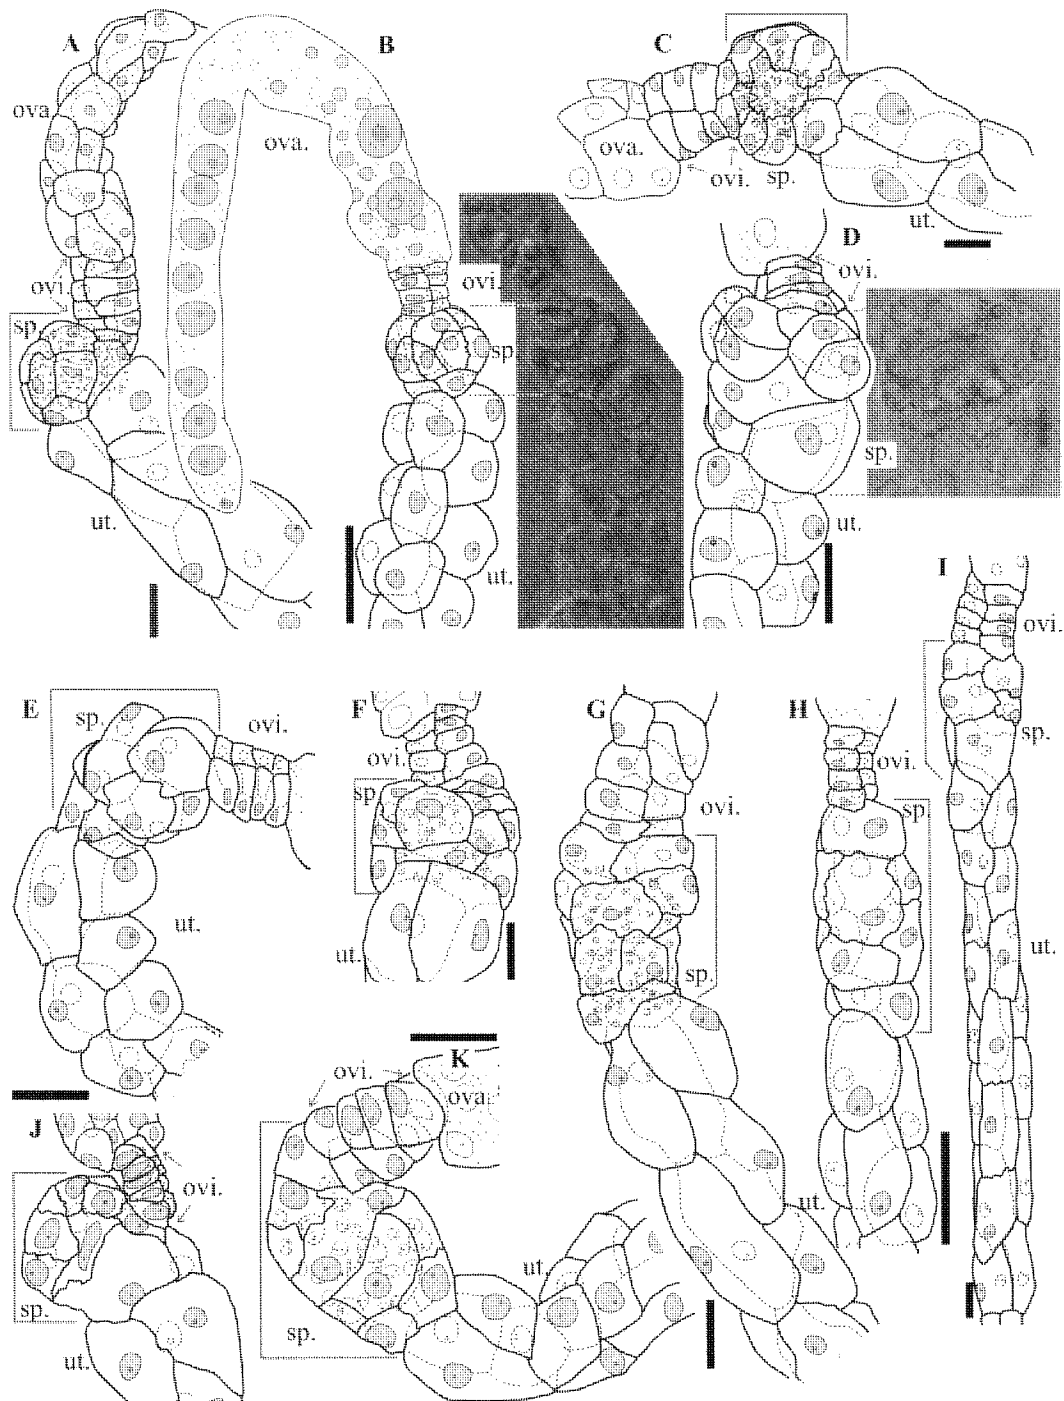 A
ova.
ovi.
sp.
ut.
B
ova.
ovi.
sp.
ut.
C
ova.
ovi.
sp.
ut.
D
ovi.
sp.
ut.
E
sp.
ovi.
ut.
F
ovi.
sp.
ut.
G
ovi.
sp.
ut.
H
ovi.
sp.
I
ovi.
sp.
ut.
J
ovi.
sp.
ut.
K
ovi.
ova.
ut.
sp.